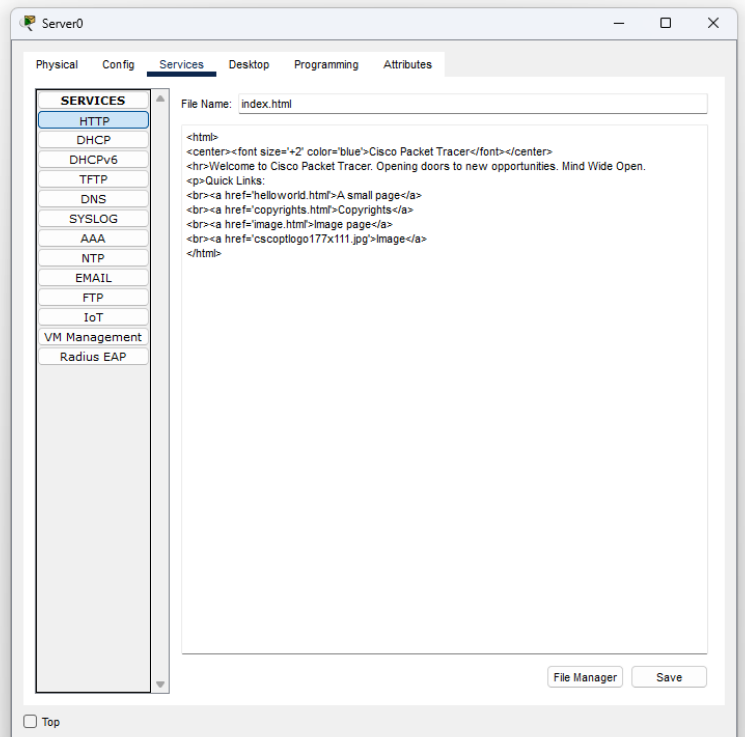 Server0
Physical Config Services Desktop Programming Attributes
SERVICES
HTTP
DHCP
DHCPv6
TFTP
DNS
SYSLOG
AAA
NTP
EMAIL
FTP
IoT
VM Management
Radius EAP
File Name: index.html
<html>
<center><font size='+2' color='blue'>Cisco Packet Tracer</font></center>
<hr>Welcome to Cisco Packet Tracer. Opening doors to new opportunities. Mind Wide Open.
<p>Quick Links:
<br><a href='helloworld.html'>A small page</a>
<br><a href='copyrights.html'>Copyrights</a>
<br><a href='image.html'>Image page</a>
<br><a href='cscoptlogo177x111.jpg'>Image</a>
</html>
File Manager Save
Top